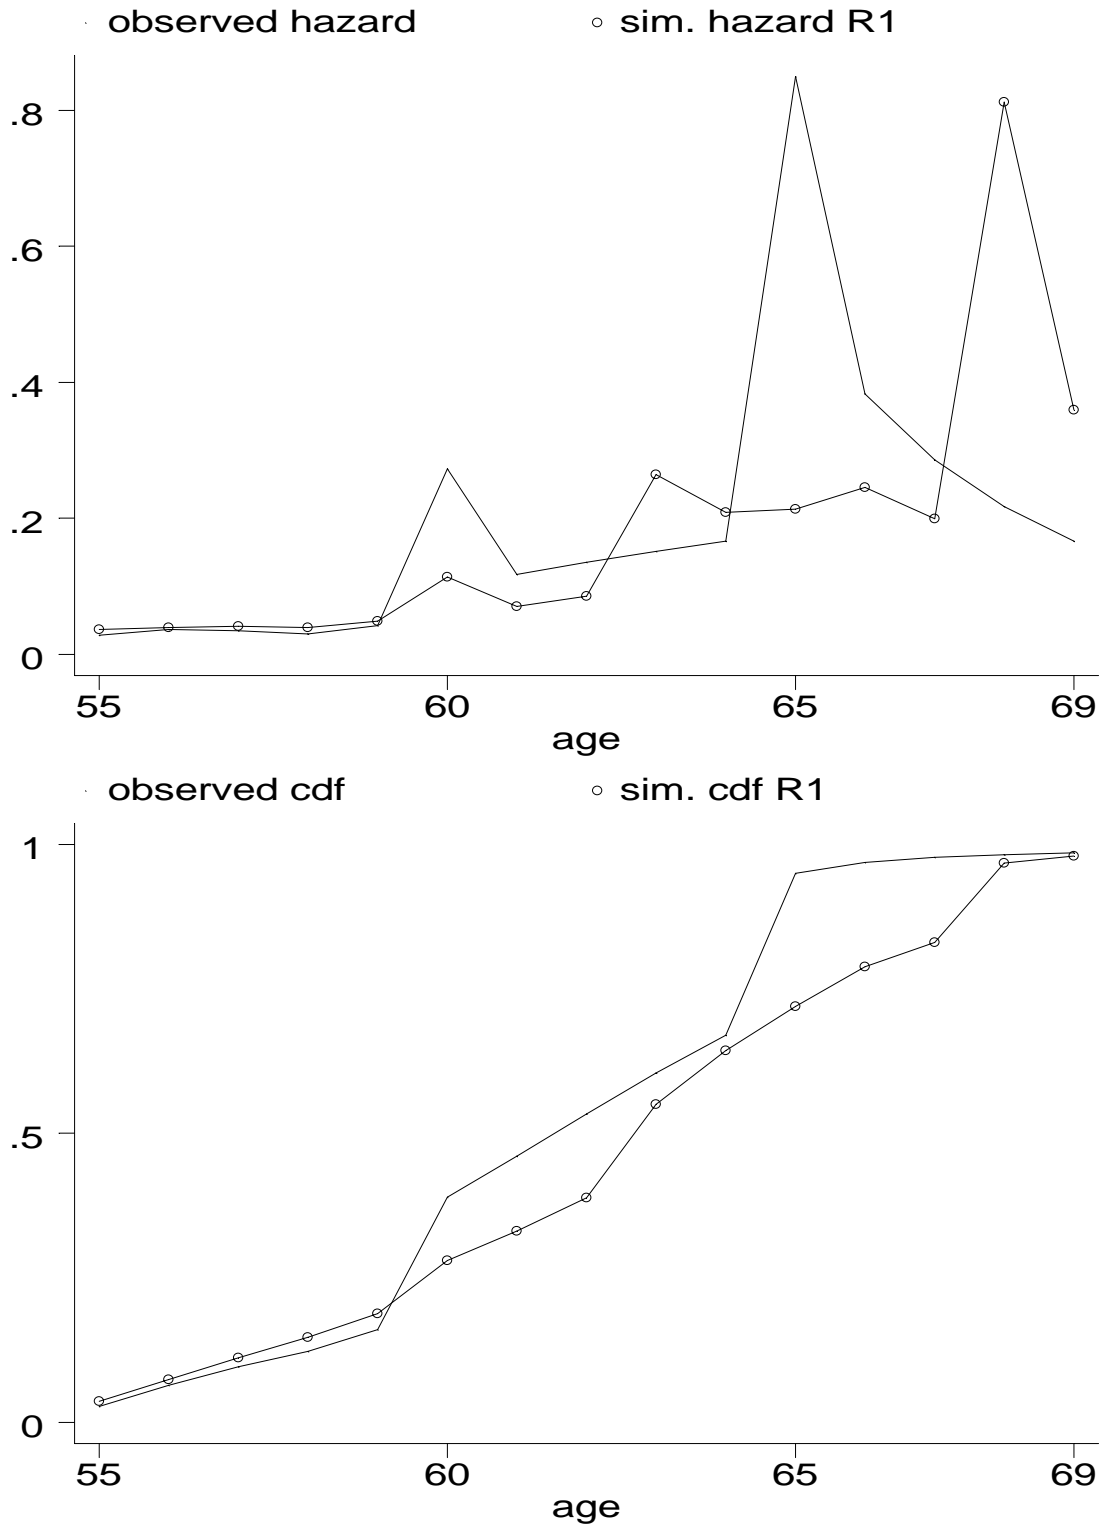 observed hazard sim. hazard R1
.8
.6
.4
.2
0
55 60 65 69
age
observed cdf sim. cdf R1
1
.5
0
55 60 65 69
age